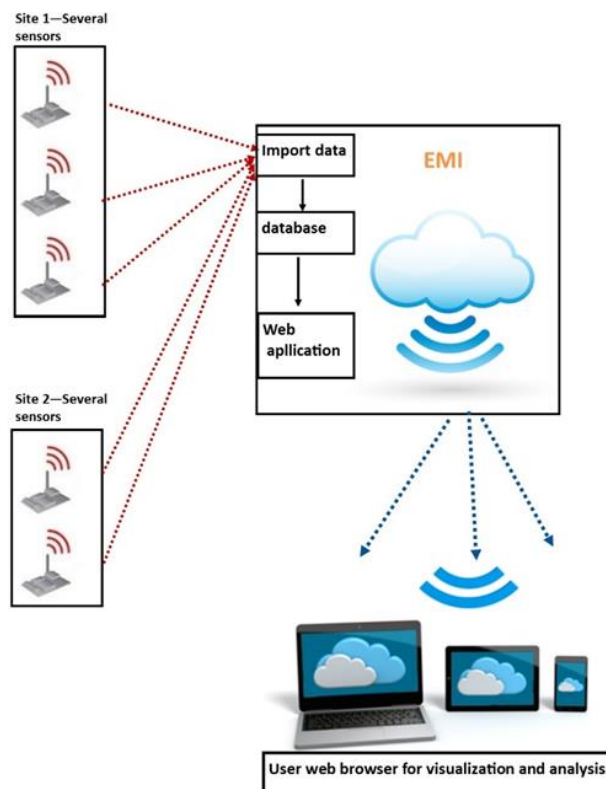 Site 1—Several
sensors
Import data
EMI
database
Web
apllication
Site 2—Several
sensors
User web browser for visualization and analysis